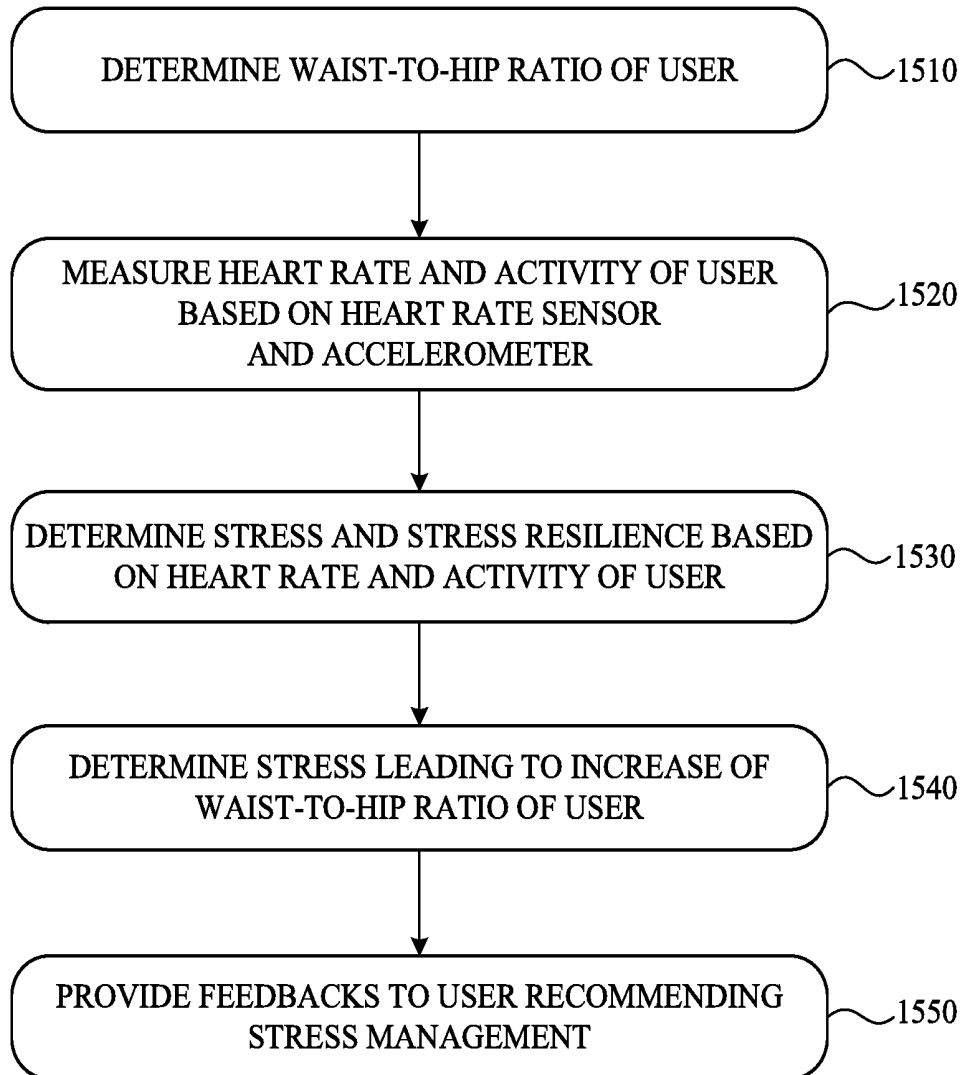 DETERMINE WAIST-TO-HIP RATIO OF USER
1510
MEASURE HEART RATE AND ACTIVITY OF USER
BASED ON HEART RATE SENSOR
AND ACCELEROMETER
1520
DETERMINE STRESS AND STRESS RESILIENCE BASED
ON HEART RATE AND ACTIVITY OF USER
1530
DETERMINE STRESS LEADING TO INCREASE OF
WAIST-TO-HIP RATIO OF USER
1540
PROVIDE FEEDBACKS TO USER RECOMMENDING
STRESS MANAGEMENT
1550